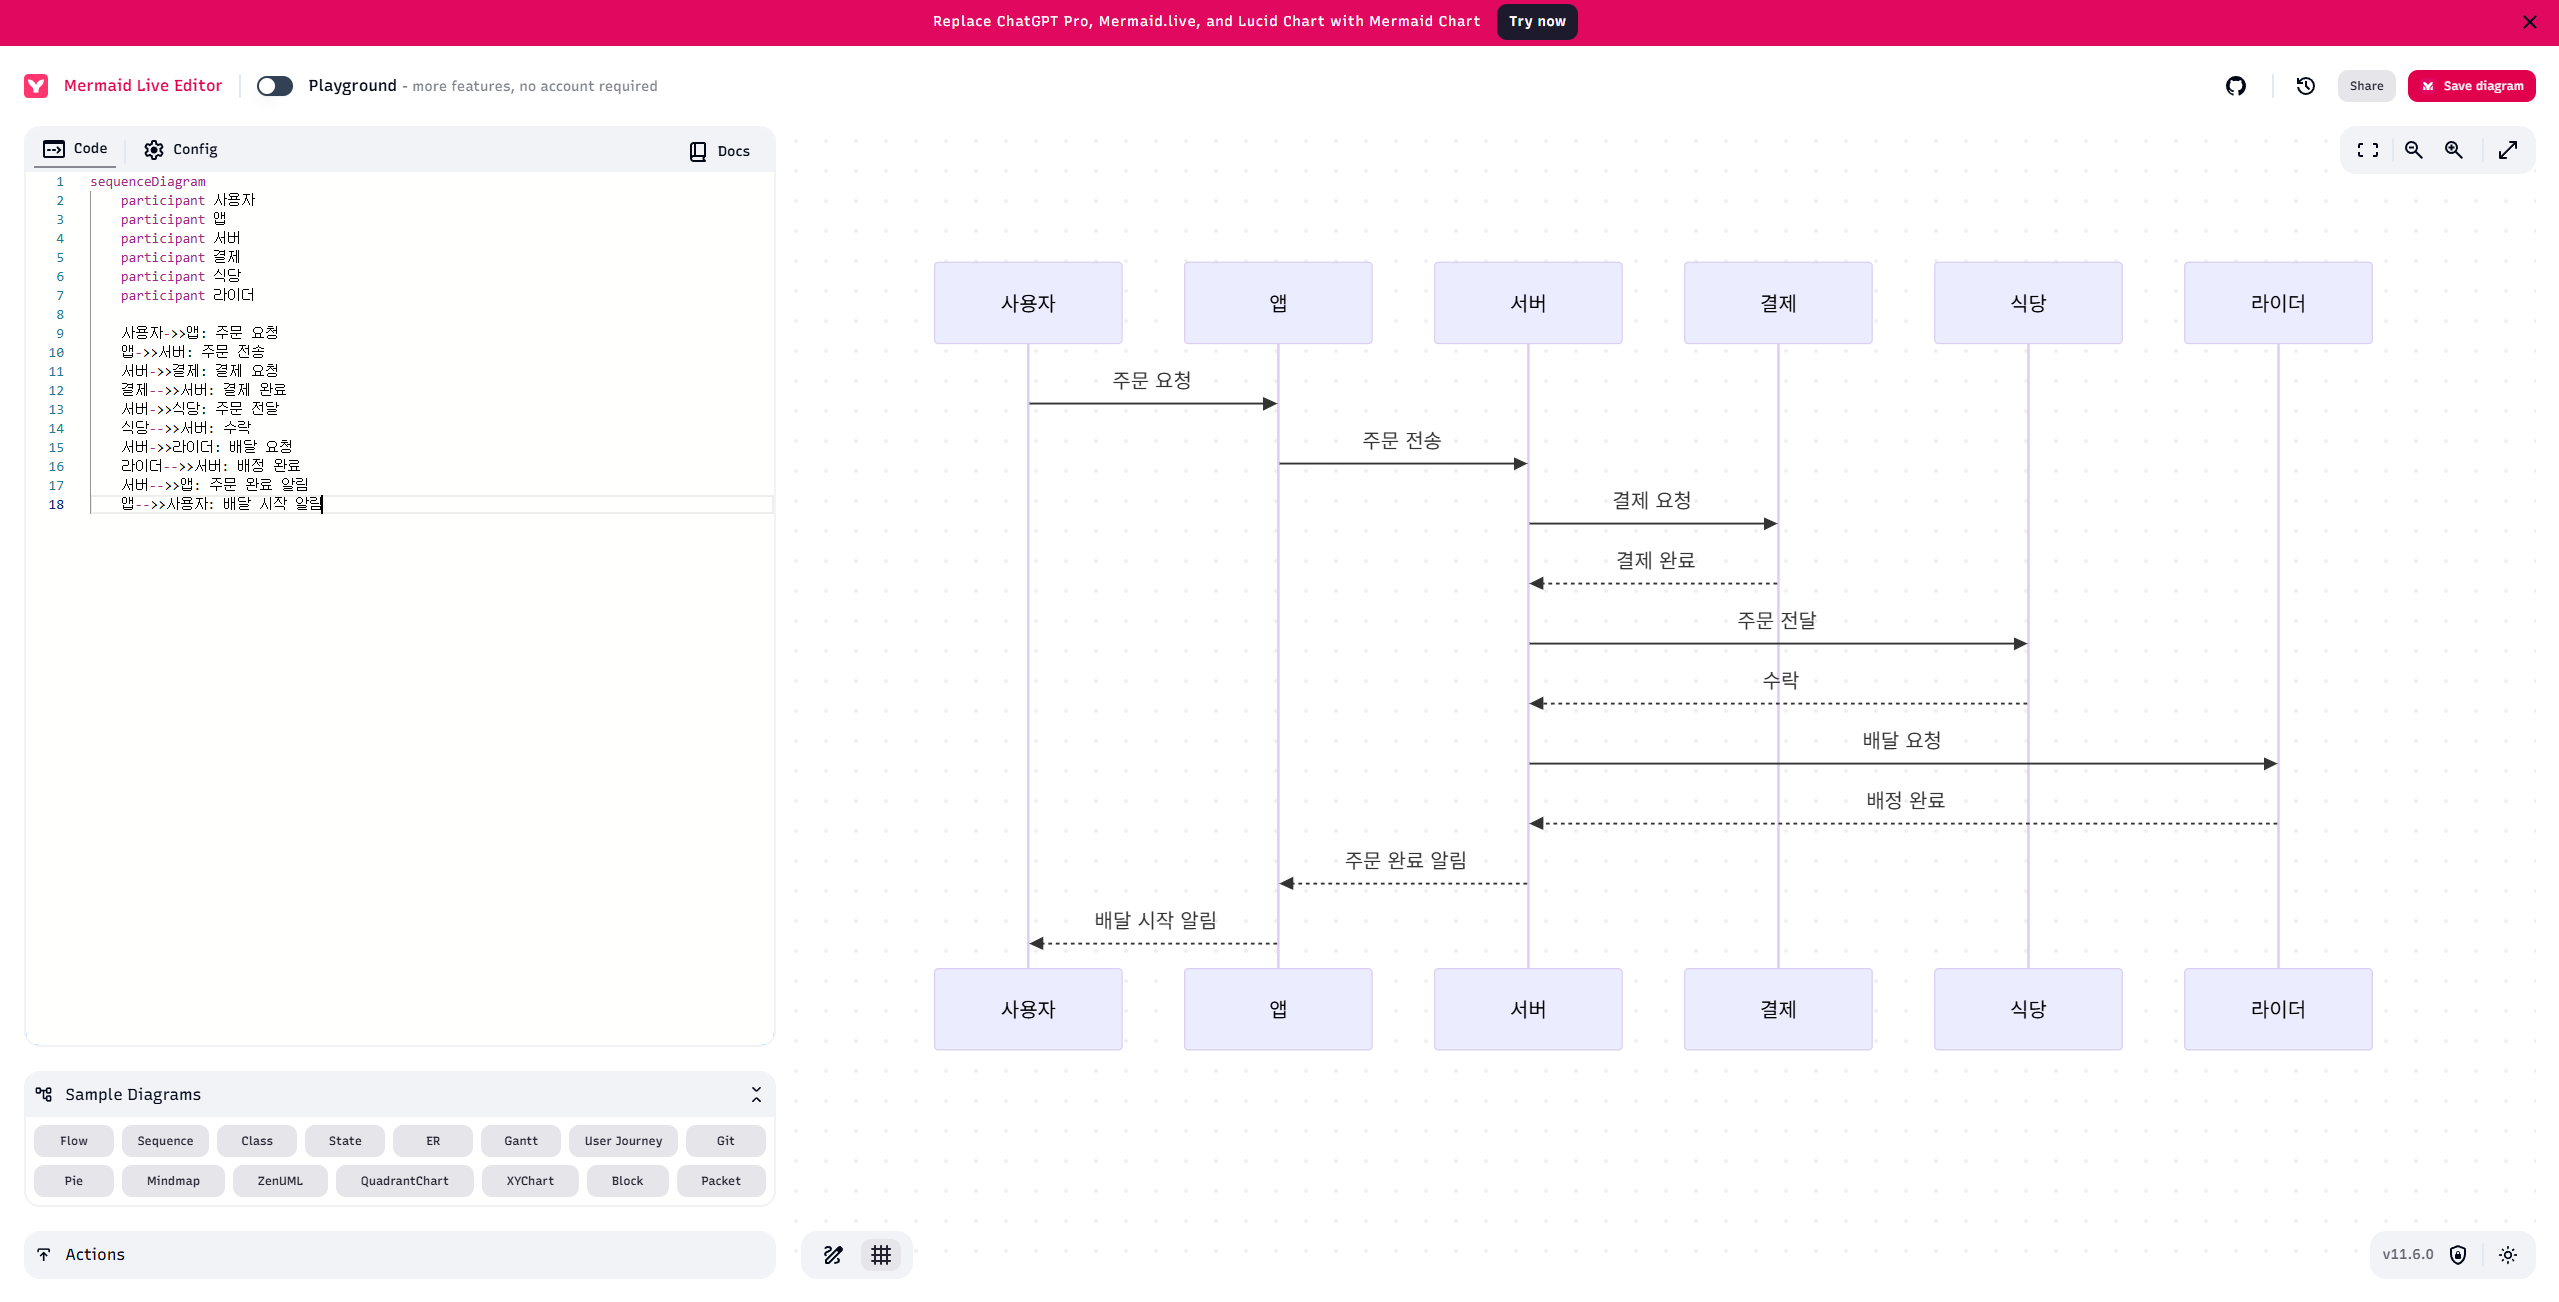 Replace ChatGPT Pro, Mermaid.live, and Lucid Chart with Mermaid Chart Try now
Mermaid Live Editor Playground - more features, no account required Share Save diagram
Code Config Docs
1 sequenceDiagram
2 participant 사용자
3 participant 앱
4 participant 서버
5 participant 결제
6 participant 식당
7 participant 라이더
8
9 사용자->>앱: 주문 요청
10 앱->>서버: 주문 전송
11 서버->>결제: 결제 요청
12 결제-->>서버: 결제 완료
13 서버->>식당: 주문 전달
14 식당-->>서버: 수락
15 서버->>라이더: 배달 요청
16 라이더-->>서버: 배정 완료
17 서버-->>앱: 주문 완료 알림
18 앱-->>사용자: 배달 시작 알림
Sample Diagrams
Flow Sequence Class State ER Gantt User Journey Git
Pie Mindmap ZenUML QuadrantChart XYChart Block Packet
Actions
사용자 앱 서버 결제 식당 라이더
주문 요청
주문 전송
결제 요청
결제 완료
주문 전달
수락
배달 요청
배정 완료
주문 완료 알림
배달 시작 알림
사용자 앱 서버 결제 식당 라이더
v11.6.0